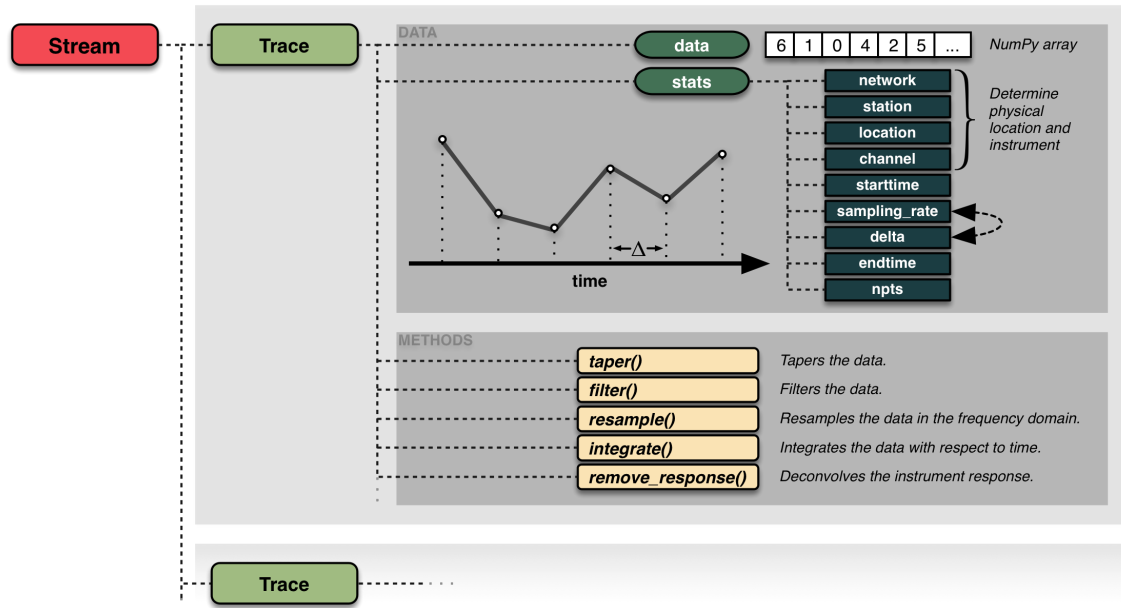 Stream
Trace
DATA
data
6 1 0 4 2 5 ...
NumPy array
stats
network
station
location
channel
Determine
physical
location and
instrument
starttime
sampling_rate
delta
endtime
npts
Δ
time
METHODS
taper()
Tapers the data.
filter()
Filters the data.
resample()
Resamples the data in the frequency domain.
integrate()
Integrates the data with respect to time.
remove_response()
Deconvolves the instrument response.
Trace